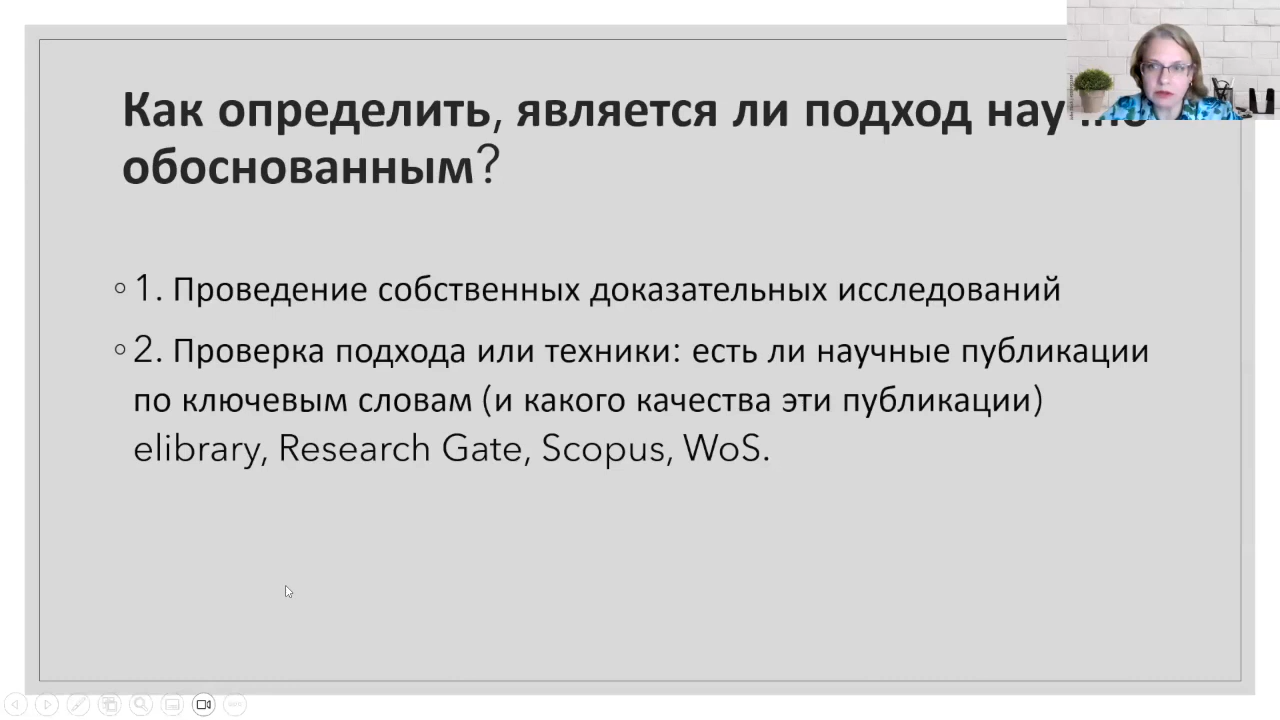 Как определить, является ли подход
обоснованным?
1. Проведение собственных доказательных исследований
2. Проверка подхода или техники: есть ли научные публикации
по ключевым словам (и какого качества эти публикации)
elibrary, Research Gate, Scopus, WoS.